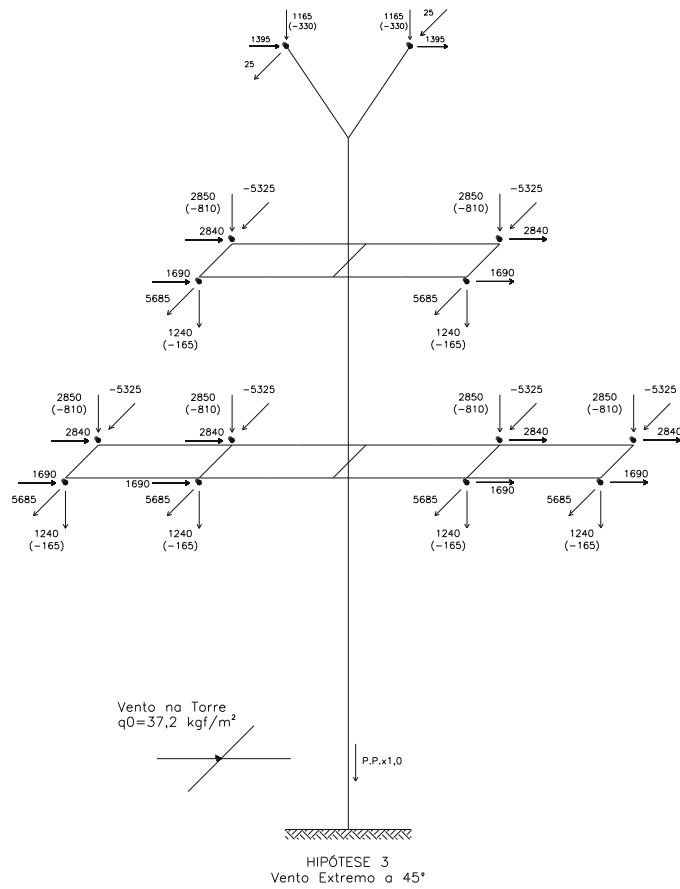 1165 1165 25
(-330) (-330)
1395 1395
25
2850 -5325 2850 -5325
(-810) (-810)
2840 2840
1690 1690
5685 5685
1240 1240
(-165) (-165)
2850 -5325 2850 -5325 2850 -5325 2850 -5325
(-810) (-810) (-810) (-810)
2840 2840 2840 2840
1690 1690 1690 1690
5685 5685 5685 5685
1240 1240 1240 1240
(-165) (-165) (-165) (-165)
Vento na Torre
q0=37,2 kgf/m²
P.P.x1,0
HIPÓTESE 3
Vento Extremo a 45°